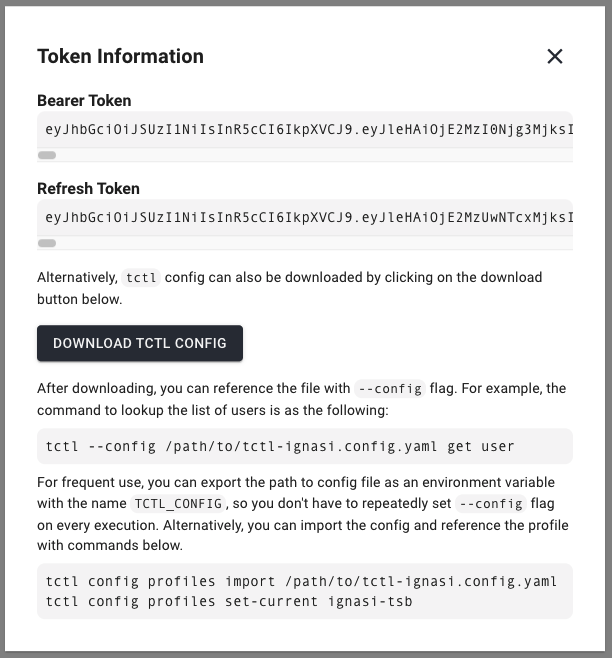 Token Information
Bearer Token
eyJhbGciOiJSUzI1NiIsInR5cCI6IkpXVCJ9.eyJleHAiOjE2MzI0Njg3MjksI
Refresh Token
eyJhbGciOiJSUzI1NiIsInR5cCI6IkpXVCJ9.eyJleHAiOjE2MzUwNTcxMjksI
Alternatively, tctl config can also be downloaded by clicking on the download
button below.
DOWNLOAD TCTL CONFIG
After downloading, you can reference the file with --config flag. For example, the
command to lookup the list of users is as the following:
tctl --config /path/to/tctl-ignasi.config.yaml get user
For frequent use, you can export the path to config file as an environment variable
with the name TCTL_CONFIG, so you don't have to repeatedly set --config flag
on every execution. Alternatively, you can import the config and reference the profile
with commands below.
tctl config profiles import /path/to/tctl-ignasi.config.yaml
tctl config profiles set-current ignasi-tsb